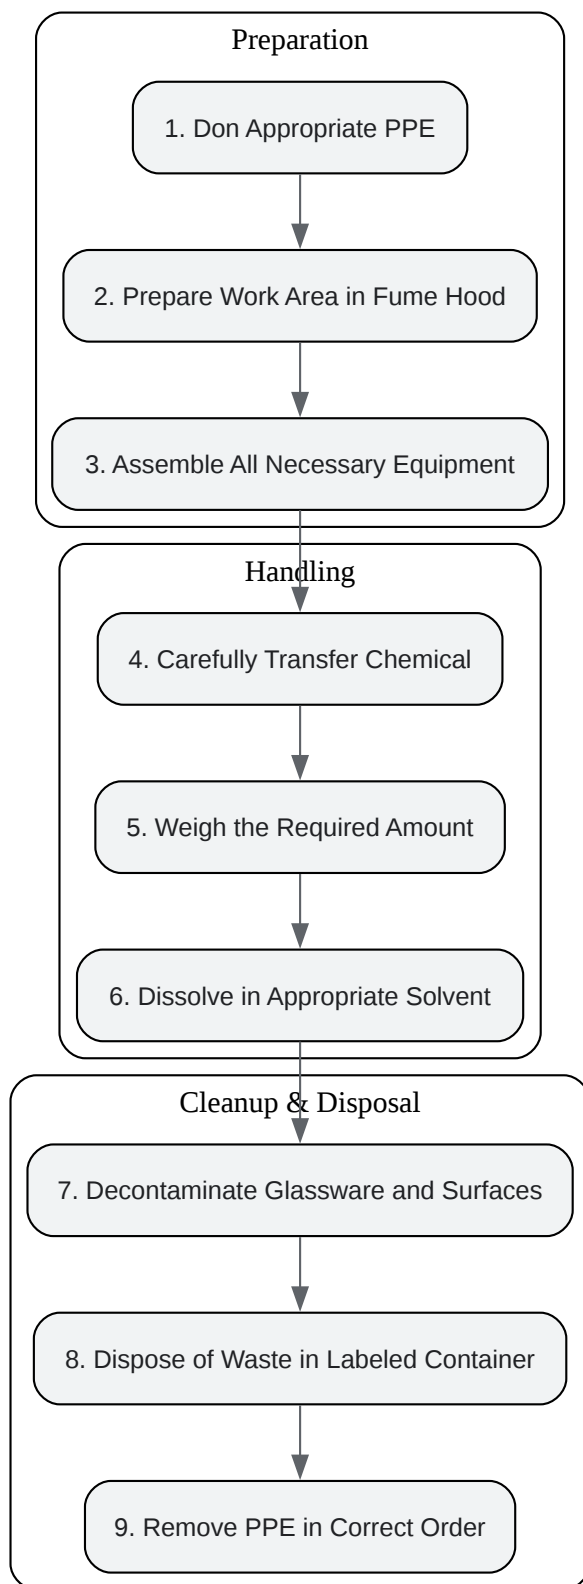 Preparation
1. Don Appropriate PPE
2. Prepare Work Area in Fume Hood
3. Assemble All Necessary Equipment
Handling
4. Carefully Transfer Chemical
5. Weigh the Required Amount
6. Dissolve in Appropriate Solvent
Cleanup & Disposal
7. Decontaminate Glassware and Surfaces
8. Dispose of Waste in Labeled Container
9. Remove PPE in Correct Order